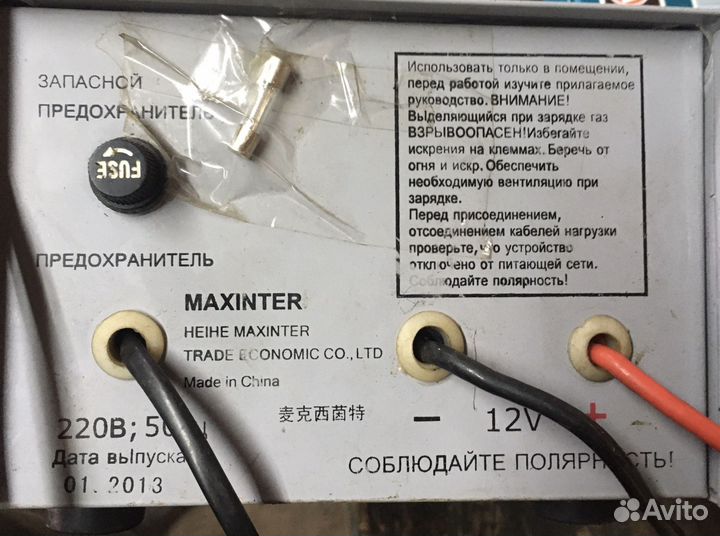 ЗАПАСНОЙ
ПРЕДОХРАНИТЕЛЬ
FUSE
ПРЕДОХРАНИТЕЛЬ
Использовать только в помещении,
перед работой изучите прилагаемое
руководство. ВНИМАНИЕ!
ВЫделяющийся при зарядке газ
ВЗРЫВООПАСЕН!Избегайте
искрения на клеммах. Беречь от
огня и искр. Обеспечить
необходимую вентиляцию при
зарядке.
Перед присоединением,
отсоединением кабелей нагрузки
проверьте, что устройство
отключено от питающей сети.
Соблюдайте полярность!
MAXINTER
HEIHE MAXINTER
TRADE ECONOMIC CO.,LTD
Made in China
麦克西茵特
220В; 50Гц
Дата выпуска
01. 2013
— 12V +
СОБЛЮДАЙТЕ ПОЛЯРНОСТЬ!
Avito